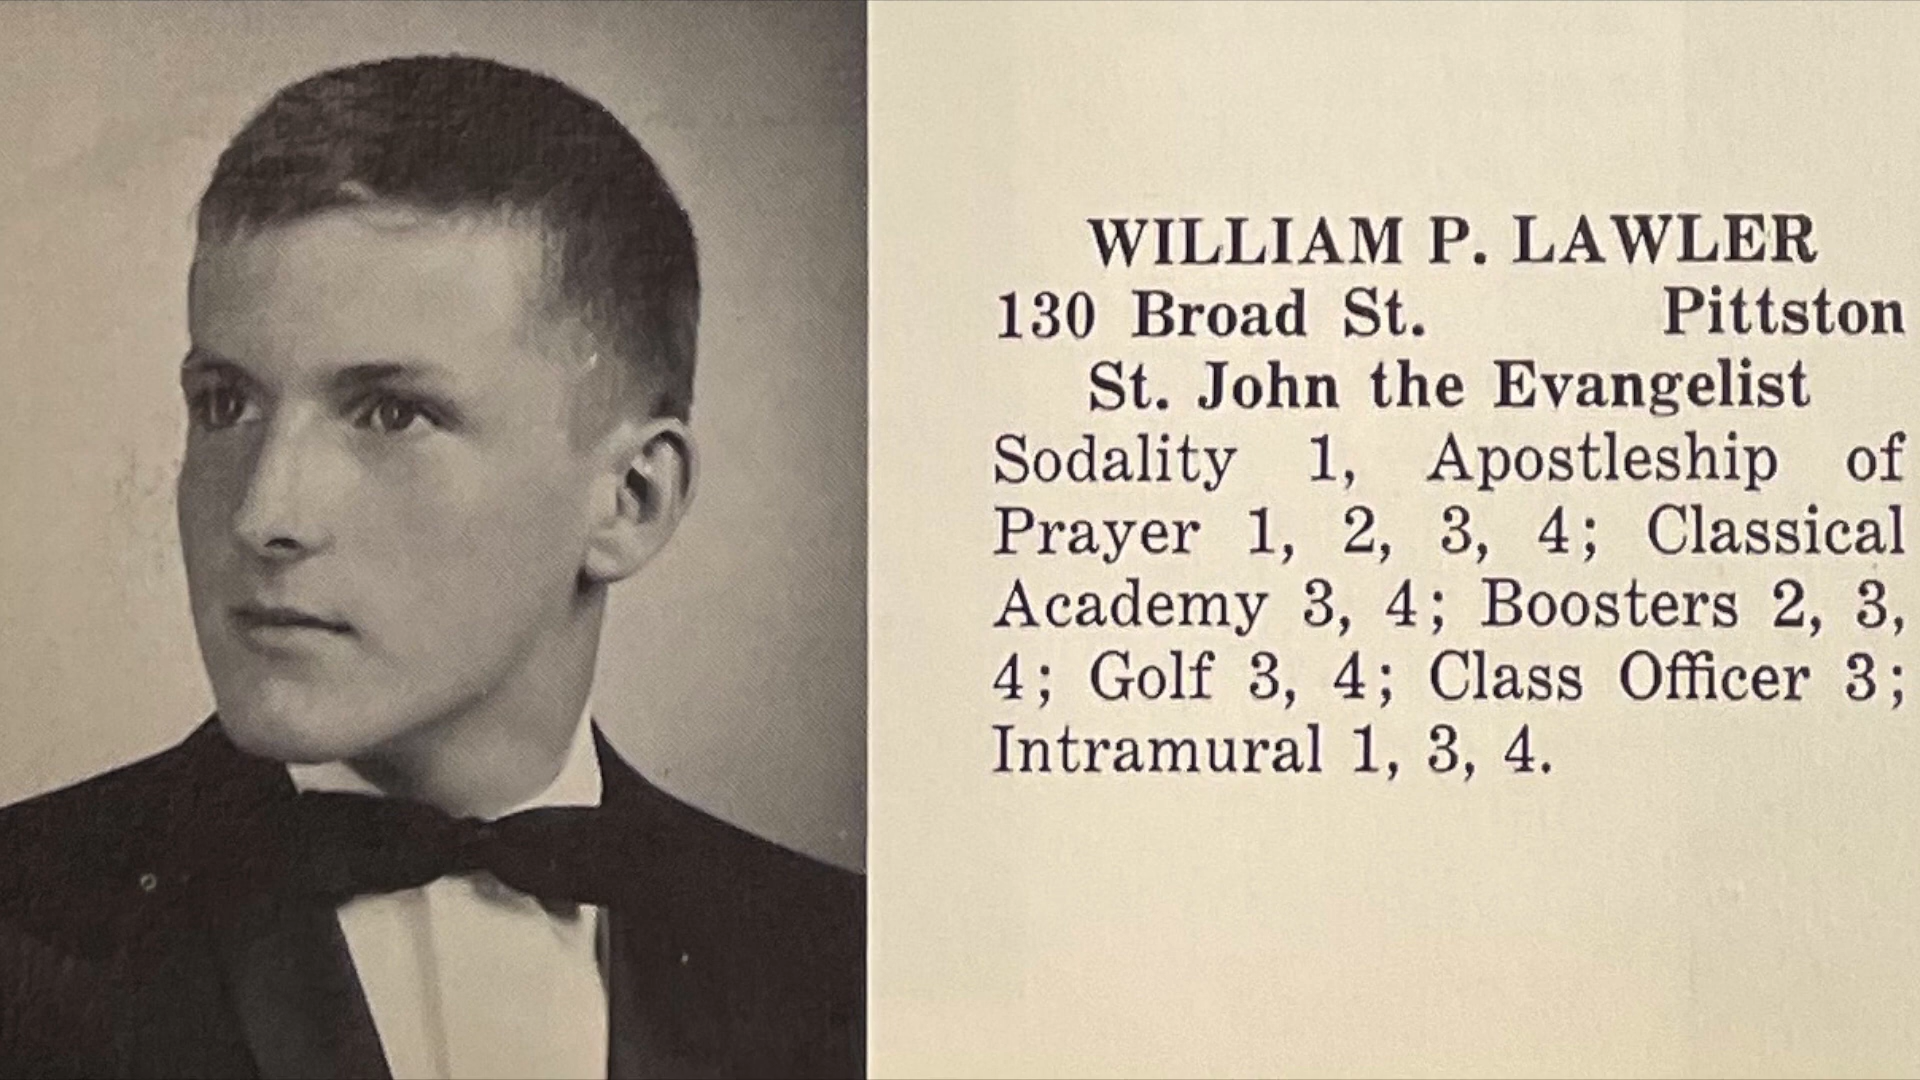 WILLIAM P. LAWLER
130 Broad St. Pittston
St. John the Evangelist
Sodality 1, Apostleship of
Prayer 1, 2, 3, 4; Classical
Academy 3, 4; Boosters 2, 3,
4; Golf 3, 4; Class Officer 3;
Intramural 1, 3, 4.